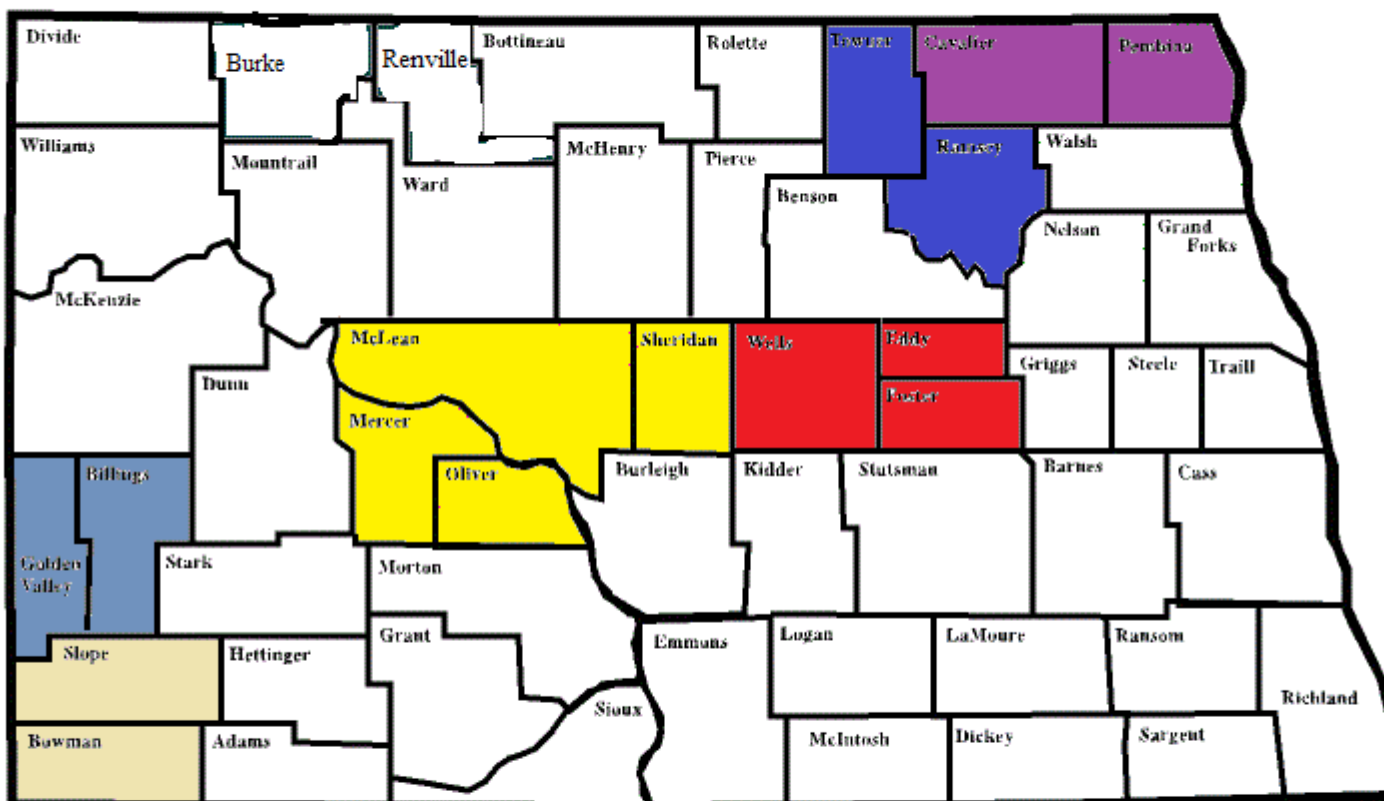 Divide
Burke
Renville
Bottineau
Rolette
Towner
Cavalier
Pembina
Williams
Mountrail
Ward
McHenry
Pierce
Benson
Ramsey
Walsh
Nelson
Grand
Forks
McKenzie
Dunn
McLean
Sheridan
Wells
Eddy
Foster
Griggs
Steele
Traill
Mercer
Oliver
Billings
Golden
Valley
Stark
Morton
Burleigh
Kidder
Stutsman
Barnes
Cass
Slope
Hettinger
Grant
Emmons
Logan
LaMoure
Ransom
Richland
Sioux
Bowman
Adams
McIntosh
Dickey
Sargent